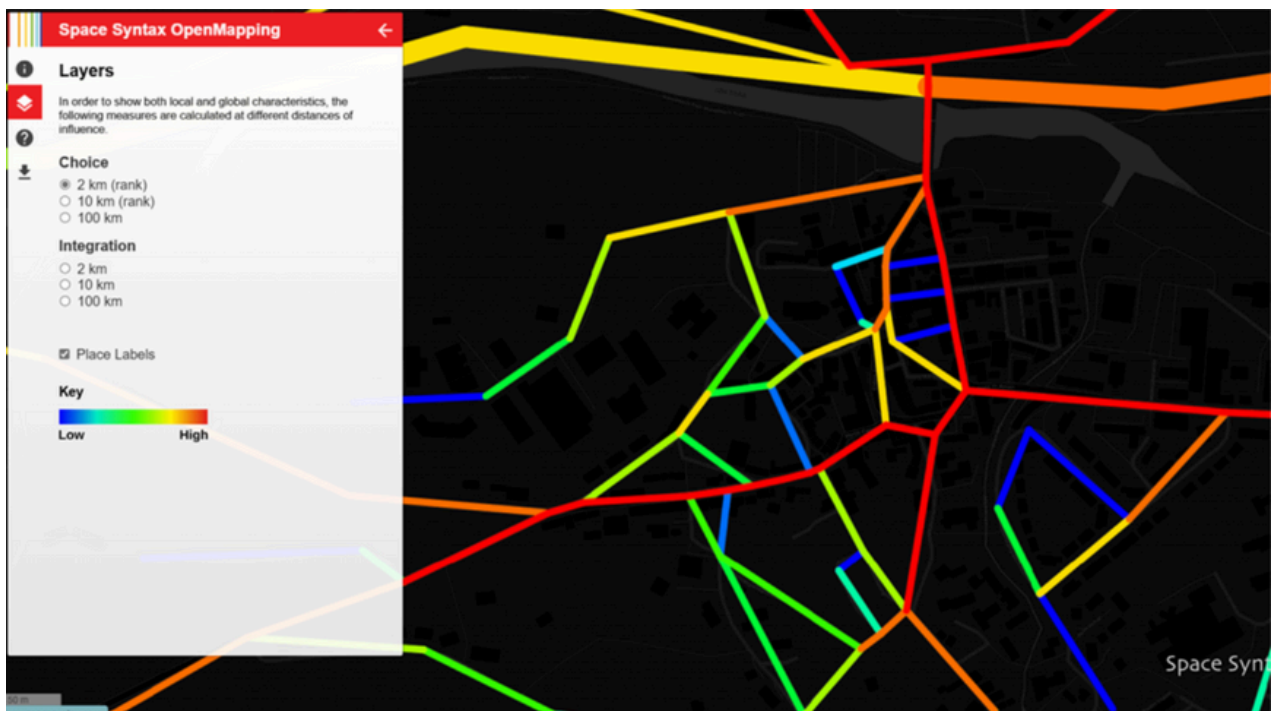 Space Syntax OpenMapping
Layers
In order to show both local and global characteristics, the
following measures are calculated at different distances of
influence.
Choice
2 km (rank)
10 km (rank)
100 km
Integration
2 km
10 km
100 km
Place Labels
Key
Low High
Space Synt
50 m